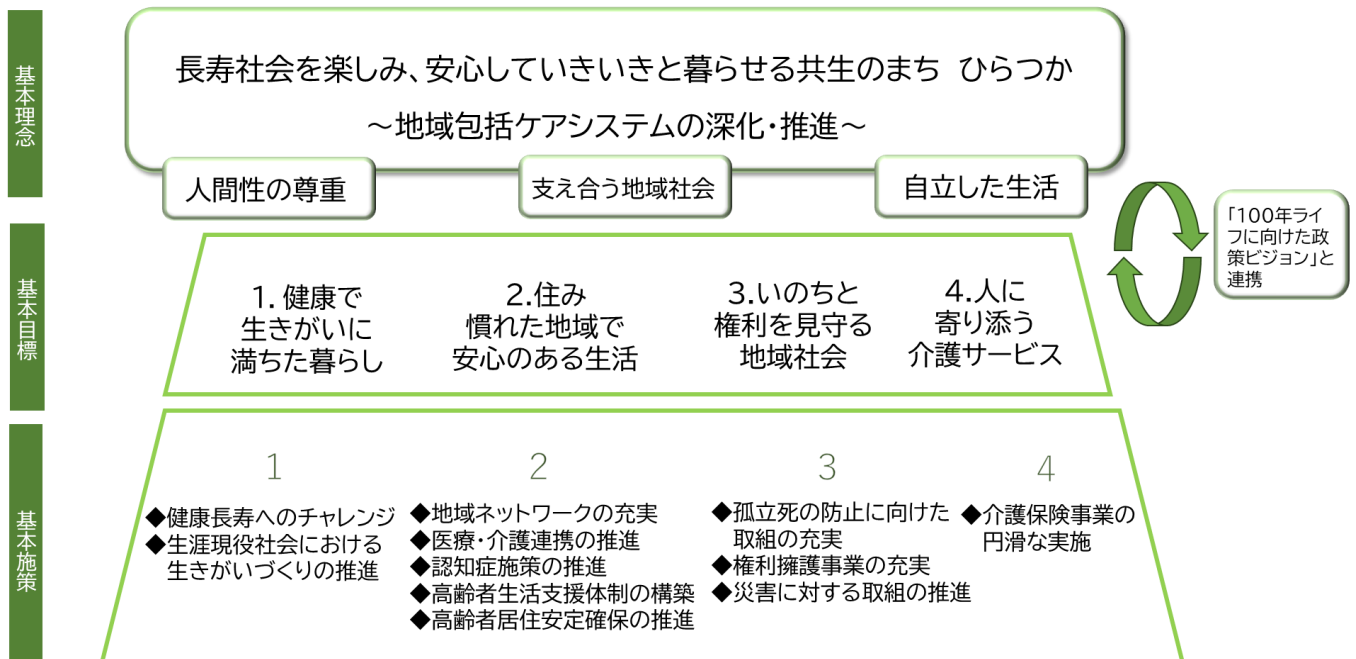 基本理念
長寿社会を楽しみ、安心していきいきと暮らせる共生のまち ひらつか
～地域包括ケアシステムの深化・推進～
人間性の尊重
支え合う地域社会
自立した生活
「100年ライ
フに向けた政
策ビジョン」と
連携
基本目標
1.健康で
生きがいに
満ちた暮らし
2.住み
慣れた地域で
安心のある生活
3.いのちと
権利を見守る
地域社会
4.人に
寄り添う
介護サービス
基本施策
1
◆健康長寿へのチャレンジ
◆生涯現役社会における
生きがいづくりの推進
2
◆地域ネットワークの充実
◆医療・介護連携の推進
◆認知症施策の推進
◆高齢者生活支援体制の構築
◆高齢者居住安定確保の推進
3
◆孤立死の防止に向けた
取組の充実
◆権利擁護事業の充実
◆災害に対する取組の推進
4
◆介護保険事業の
円滑な実施